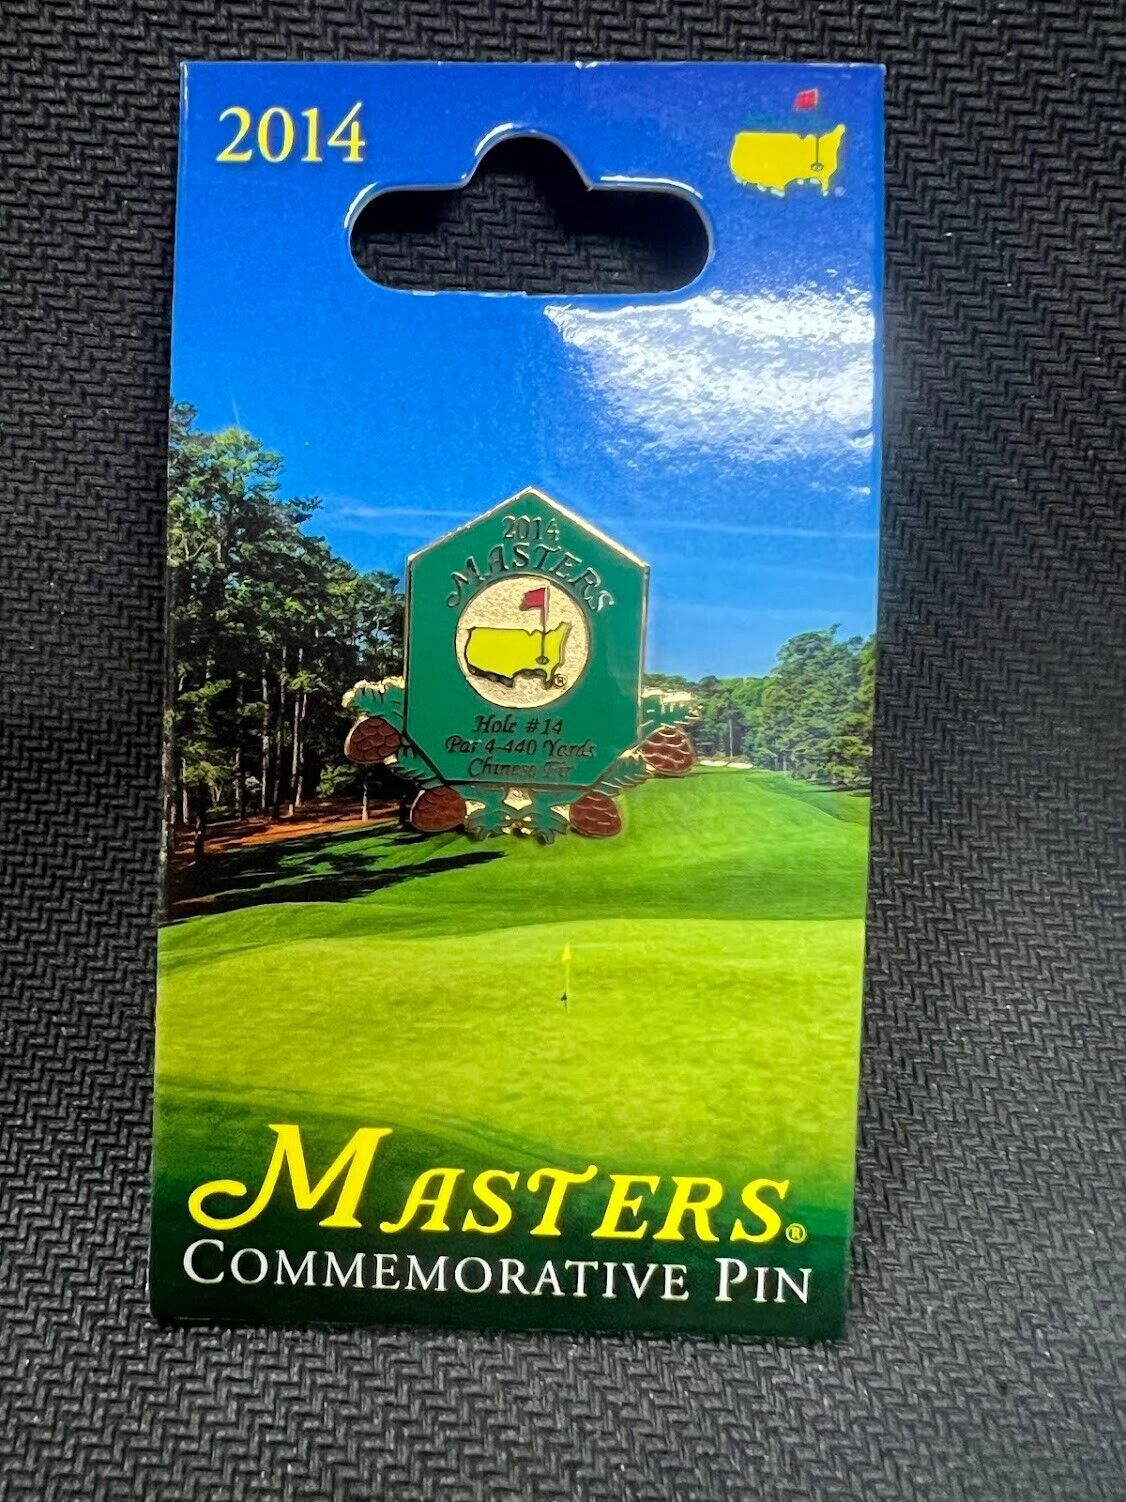 2014
2014
MASTERS
®
Hole #14
Par 4-440 Yards
Chinese Fir
MASTERS®
COMMEMORATIVE PIN